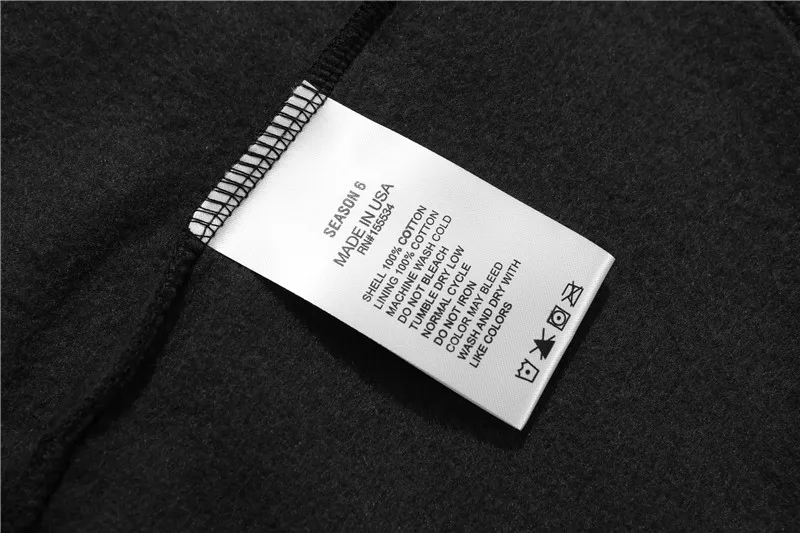 SEASON 6
MADE IN USA
RN#155534
SHELL 100% COTTON
LINING 100% COTTON
MACHINE WASH COLD
DO NOT BLEACH
TUMBLE DRY LOW
NORMAL CYCLE
DO NOT IRON
COLOR MAY BLEED
WASH AND DRY WITH
LIKE COLORS